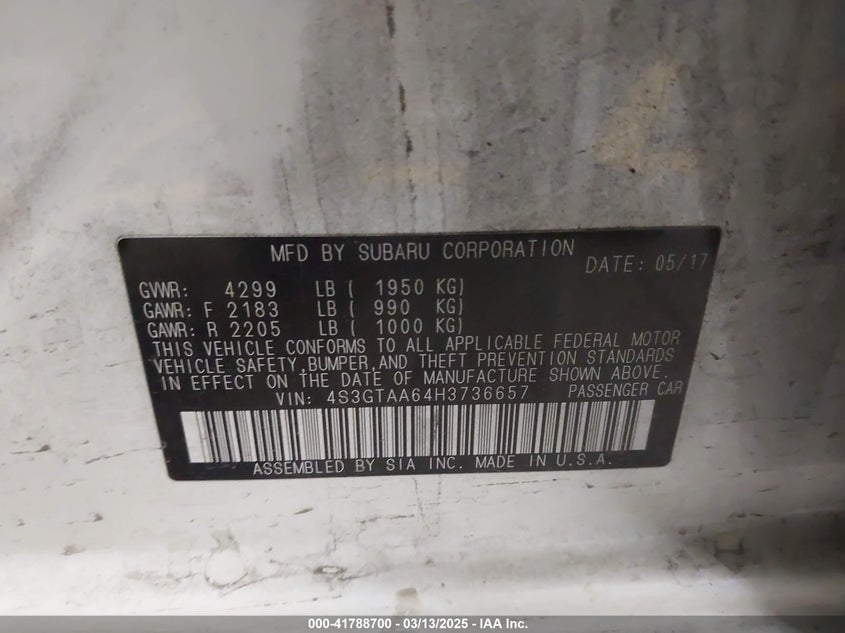 MFD BY SUBARU CORPORATION DATE: 05/17
GVWR: 4299 LB ( 1950 KG)
GAWR: F 2183 LB ( 990 KG)
GAWR: R 2205 LB ( 1000 KG)
THIS VEHICLE CONFORMS TO ALL APPLICABLE FEDERAL MOTOR
VEHICLE SAFETY,BUMPER,AND THEFT PREVENTION STANDARDS
IN EFFECT ON THE DATE OF MANUFACTURE SHOWN ABOVE.
VIN: 4S3GTAA64H3736657 PASSENGER CAR
ASSEMBLED BY SIA INC. MADE IN U.S.A.
000-41788700 — 03/13/2025 — IAA Inc.